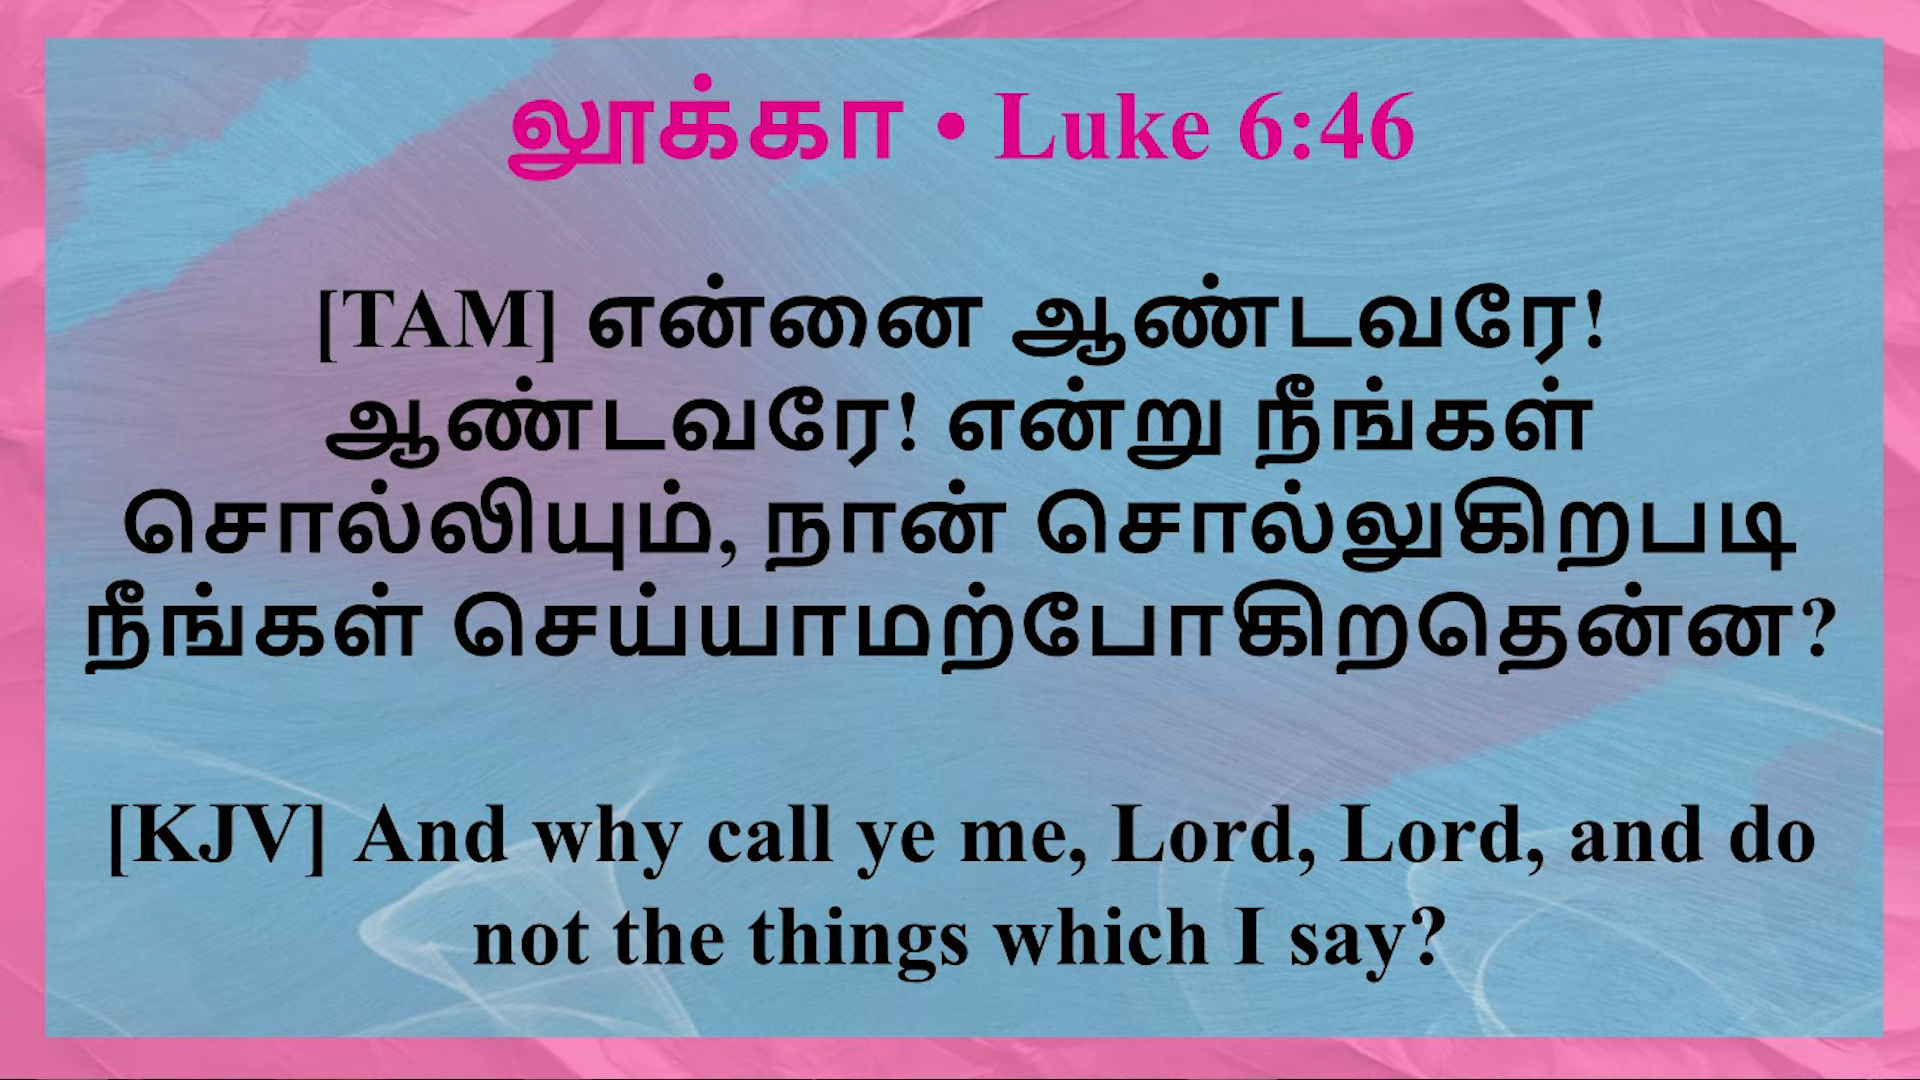 லூக்கா • Luke 6:46
[TAM] என்னை ஆண்டவரே!
ஆண்டவரே! என்று நீங்கள்
சொல்லியும், நான் சொல்லுகிறபடி
நீங்கள் செய்யாமற்போகிறதென்ன?
[KJV] And why call ye me, Lord, Lord, and do
not the things which I say?